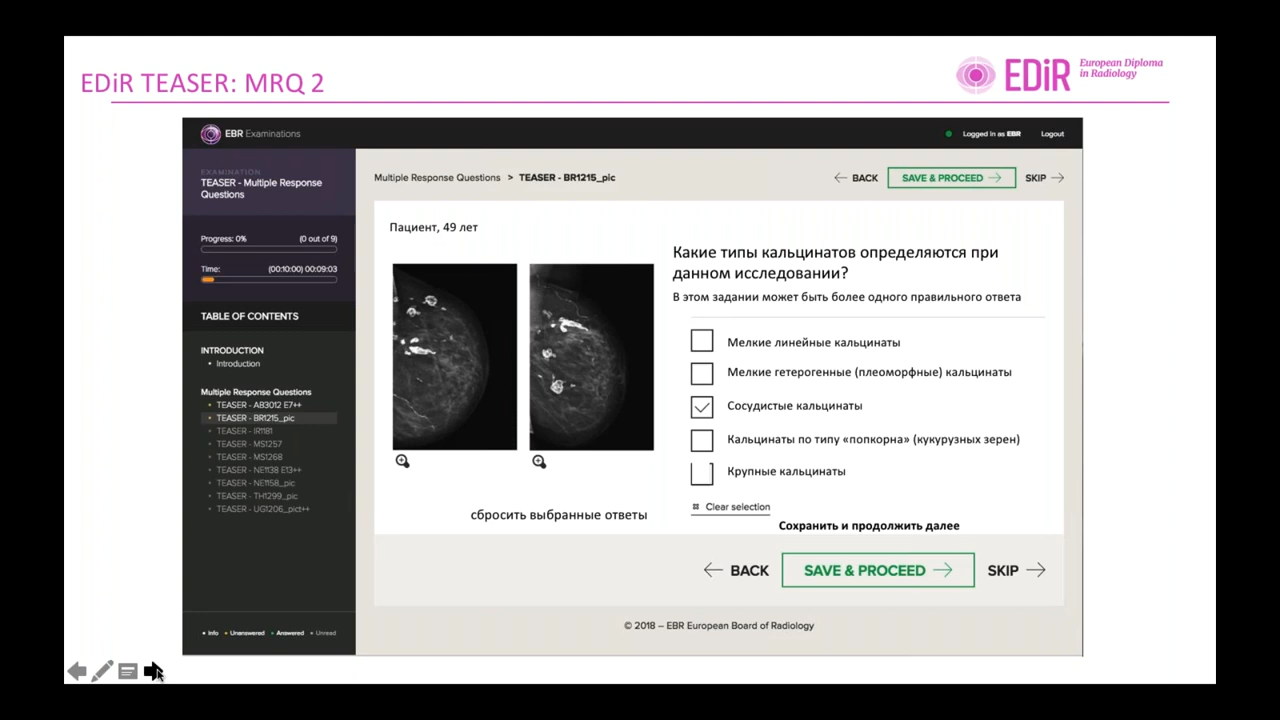 EDiR TEASER: MRQ 2
EDiR
European Diploma
in Radiology
EBR Examinations
Logged in as EBR
Logout
EXAMINATION
TEASER - Multiple Response
Questions
Progress: 0%
(0 out of 9)
Time:
(00:10:00) 00:09:03
TABLE OF CONTENTS
INTRODUCTION
• Introduction
Multiple Response Questions
• TEASER - AB3012 E7++
• TEASER - BR1215_pic
• TEASER - IR1181
• TEASER - MS1257
• TEASER - MS1268
• TEASER - NE1138 E13++
• TEASER - NE1158_pic
• TEASER - TH1299_pic
• TEASER - UG1206_pict++
• Info • Unanswered • Answered • Unread
Multiple Response Questions > TEASER - BR1215_pic
← BACK
SAVE & PROCEED →
SKIP →
Пациент, 49 лет
Какие типы кальцинатов определяются при
данном исследовании?
В этом задании может быть более одного правильного ответа
Мелкие линейные кальцинаты
Мелкие гетерогенные (плеоморфные) кальцинаты
Сосудистые кальцинаты
Кальцинаты по типу «попкорна» (кукурузных зерен)
Крупные кальцинаты
Clear selection
сбросить выбранные ответы
Сохранить и продолжить далее
← BACK
SAVE & PROCEED →
SKIP →
© 2018 – EBR European Board of Radiology